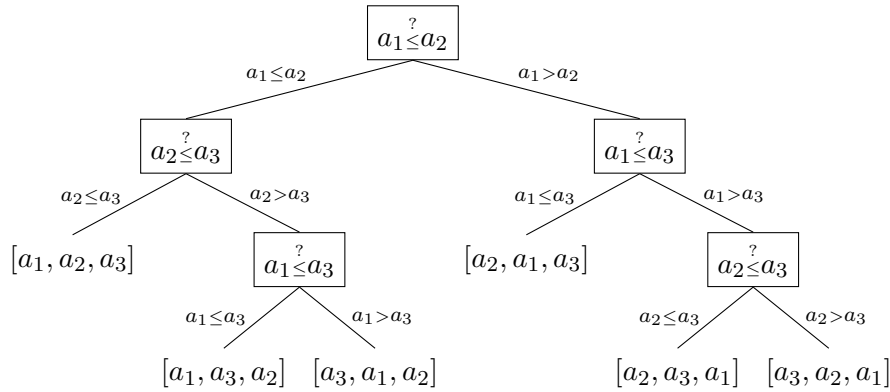 a₁ ≤? a₂
a₁≤a₂ a₁>a₂
a₂ ≤? a₃ a₁ ≤? a₃
a₂≤a₃ a₂>a₃ a₁≤a₃ a₁>a₃
[a₁, a₂, a₃] a₁ ≤? a₃ [a₂, a₁, a₃] a₂ ≤? a₃
a₁≤a₃ a₁>a₃ a₂≤a₃ a₂>a₃
[a₁, a₃, a₂] [a₃, a₁, a₂] [a₂, a₃, a₁] [a₃, a₂, a₁]